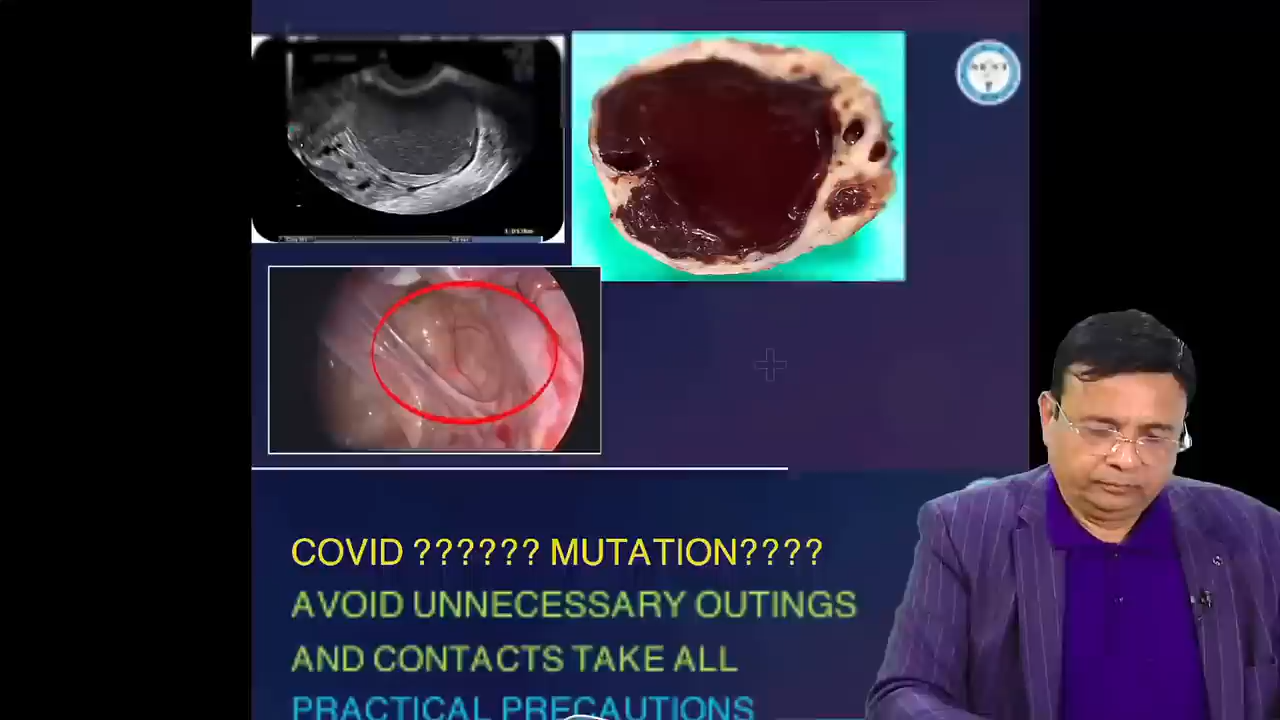 COVID ?????? MUTATION????
AVOID UNNECESSARY OUTINGS
AND CONTACTS TAKE ALL
PRACTICAL PRECAUTIONS